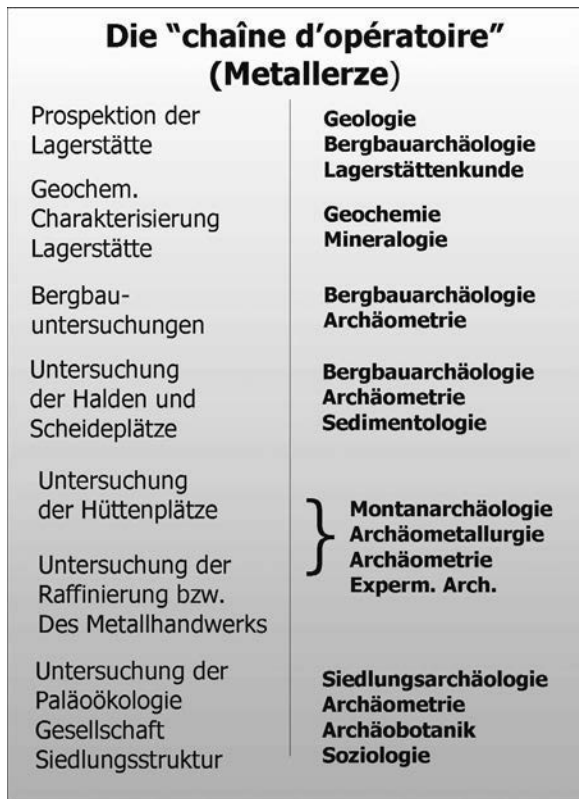 Die “chaîne d’opératoire”
(Metallerze)
Prospektion der
Lagerstätte
Geologie
Bergbauarchäologie
Lagerstättenkunde
Geochem.
Charakterisierung
Lagerstätte
Geochemie
Mineralogie
Bergbau-
untersuchungen
Bergbauarchäologie
Archäometrie
Untersuchung
der Halden und
Scheideplätze
Bergbauarchäologie
Archäometrie
Sedimentologie
Untersuchung
der Hüttenplätze
Untersuchung der
Raffinierung bzw.
Des Metallhandwerks
}
Montanarchäologie
Archäometallurgie
Archäometrie
Experm. Arch.
Untersuchung der
Paläoökologie
Gesellschaft
Siedlungsstruktur
Siedlungsarchäologie
Archäometrie
Archäobotanik
Soziologie